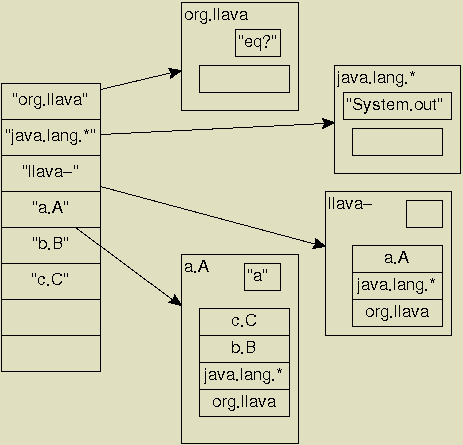 org.llava
"eq?"
java.lang.*
"System.out"
"org.llava"
"java.lang.*"
"llava-"
"a.A"
"b.B"
"c.C"
llava-
a.A
java.lang.*
org.llava
a.A
"a"
c.C
b.B
java.lang.*
org.llava